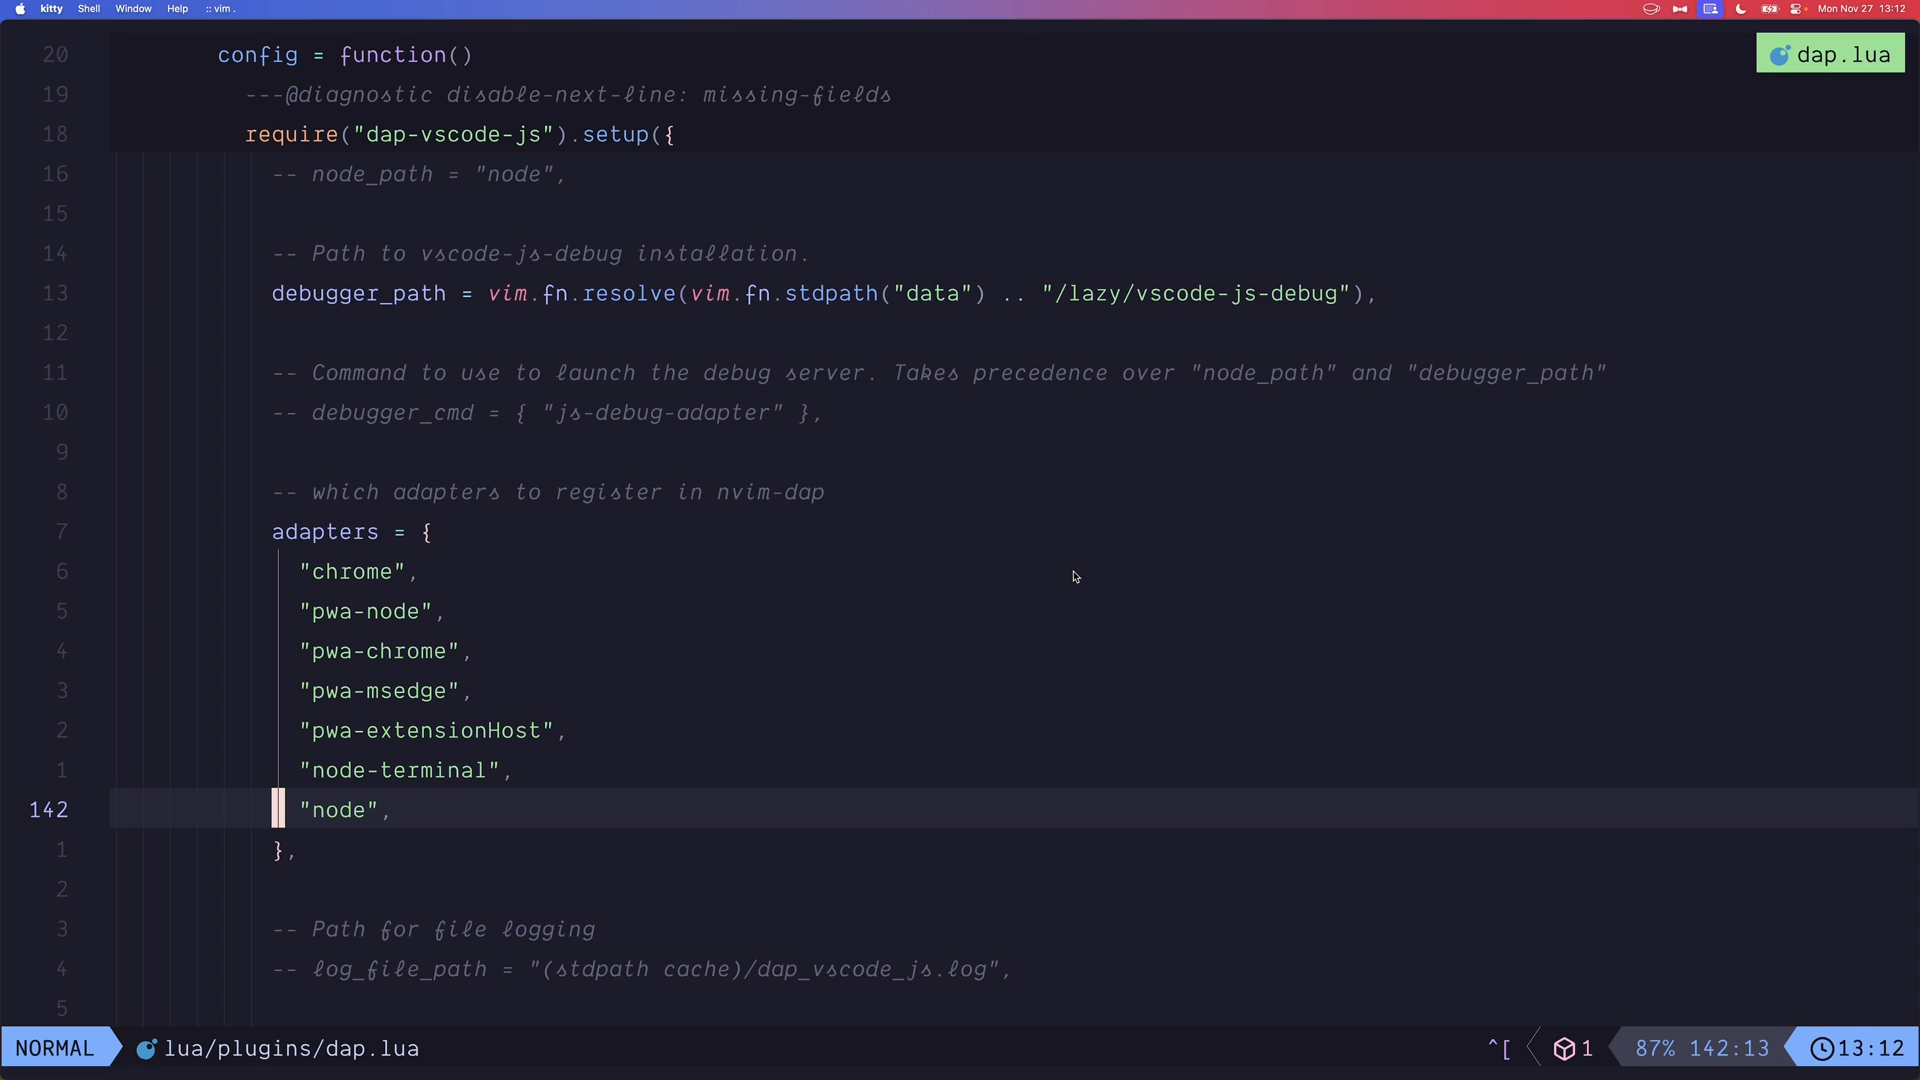 kitty Shell Window Help :: vim . Mon Nov 27 13:12
dap.lua
20 config = function()
19 ---@diagnostic disable-next-line: missing-fields
18 require("dap-vscode-js").setup({
16 -- node_path = "node",
15
14 -- Path to vscode-js-debug installation.
13 debugger_path = vim.fn.resolve(vim.fn.stdpath("data") .. "/lazy/vscode-js-debug"),
12
11 -- Command to use to launch the debug server. Takes precedence over "node_path" and "debugger_path"
10 -- debugger_cmd = { "js-debug-adapter" },
9
8 -- which adapters to register in nvim-dap
7 adapters = {
6 "chrome",
5 "pwa-node",
4 "pwa-chrome",
3 "pwa-msedge",
2 "pwa-extensionHost",
1 "node-terminal",
142 "node",
1 },
2
3 -- Path for file logging
4 -- log_file_path = "(stdpath cache)/dap_vscode_js.log",
5
NORMAL lua/plugins/dap.lua ^[ 1 87% 142:13 13:12